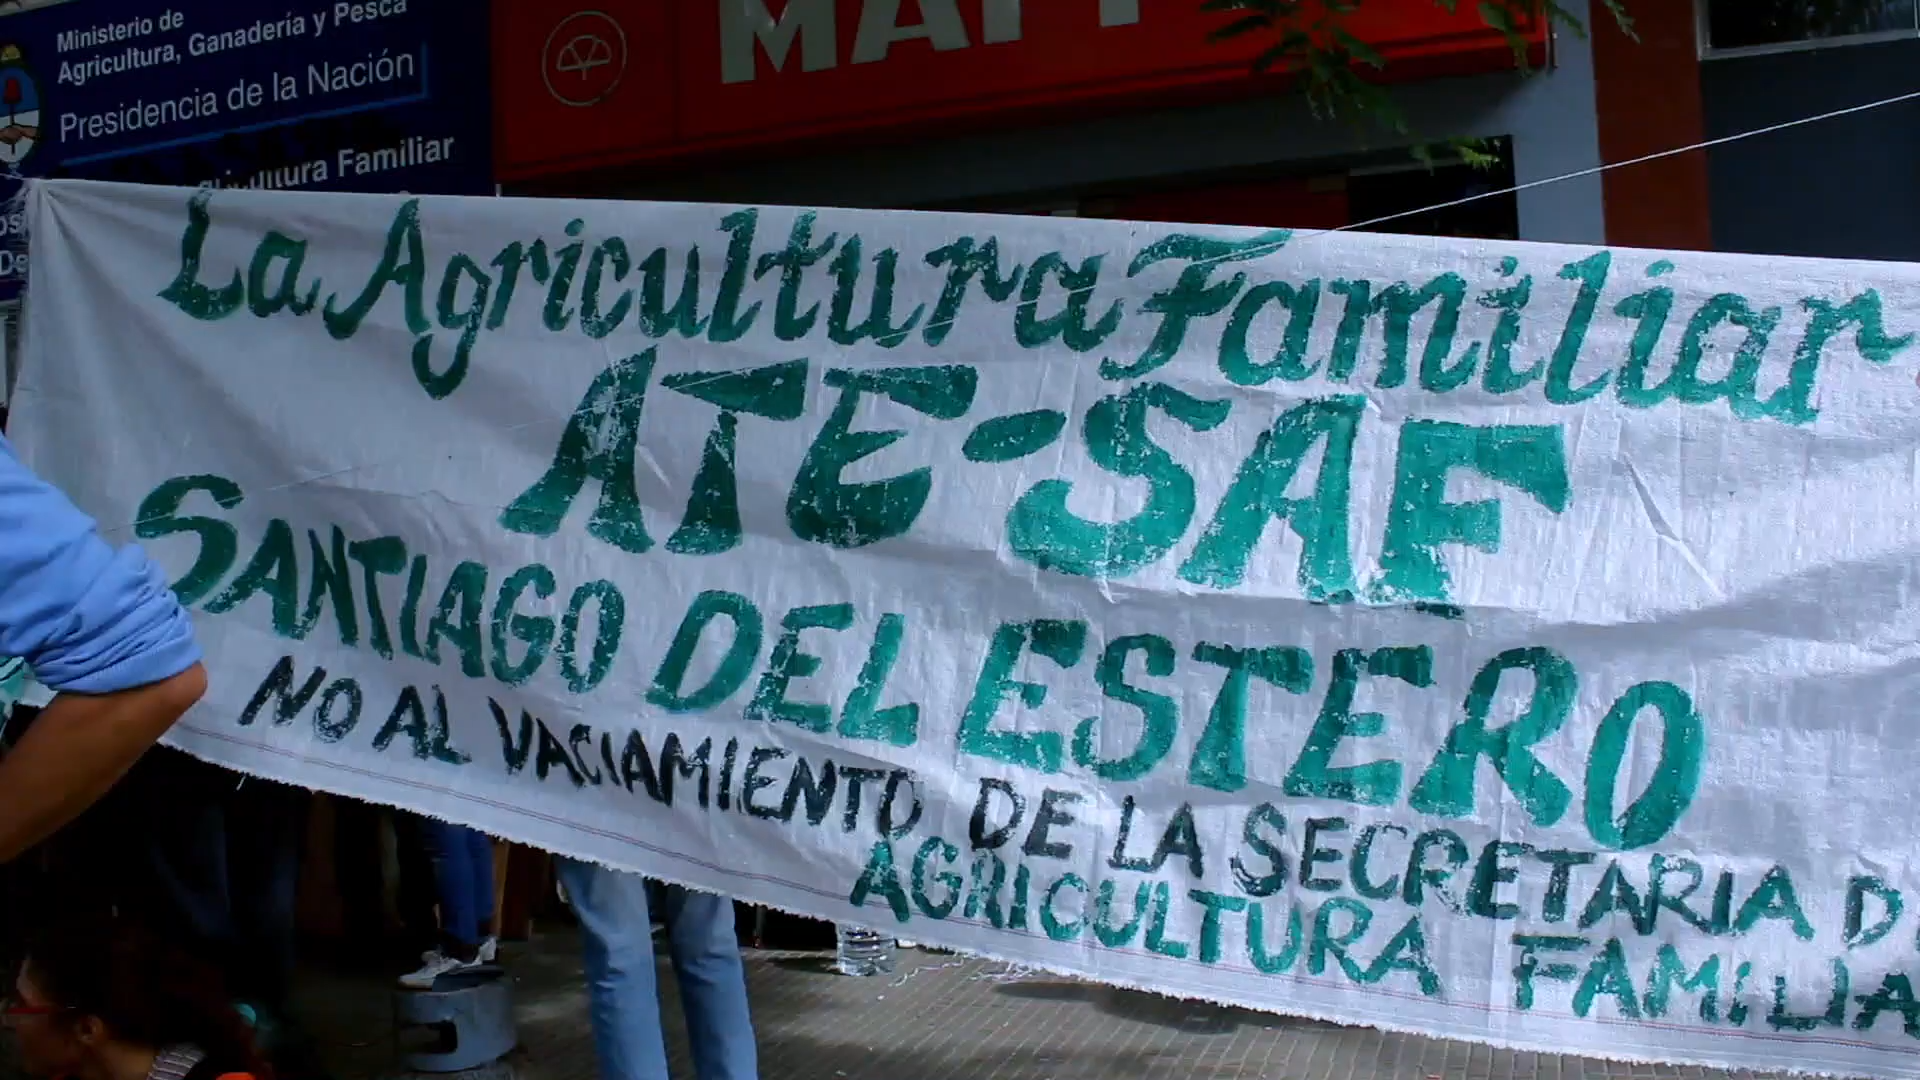 Ministerio de
Agricultura, Ganadería y Pesca
Presidencia de la Nación
Familiar
La Agricultura Familiar
ATE-SAF
SANTIAGO DEL ESTERO
NO AL VACIAMIENTO DE LA SECRETARIA
AGRICULTURA